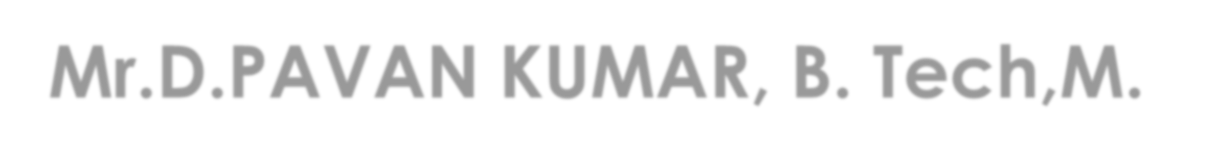 Mr.D.PAVAN KUMAR, B. Tech,M.